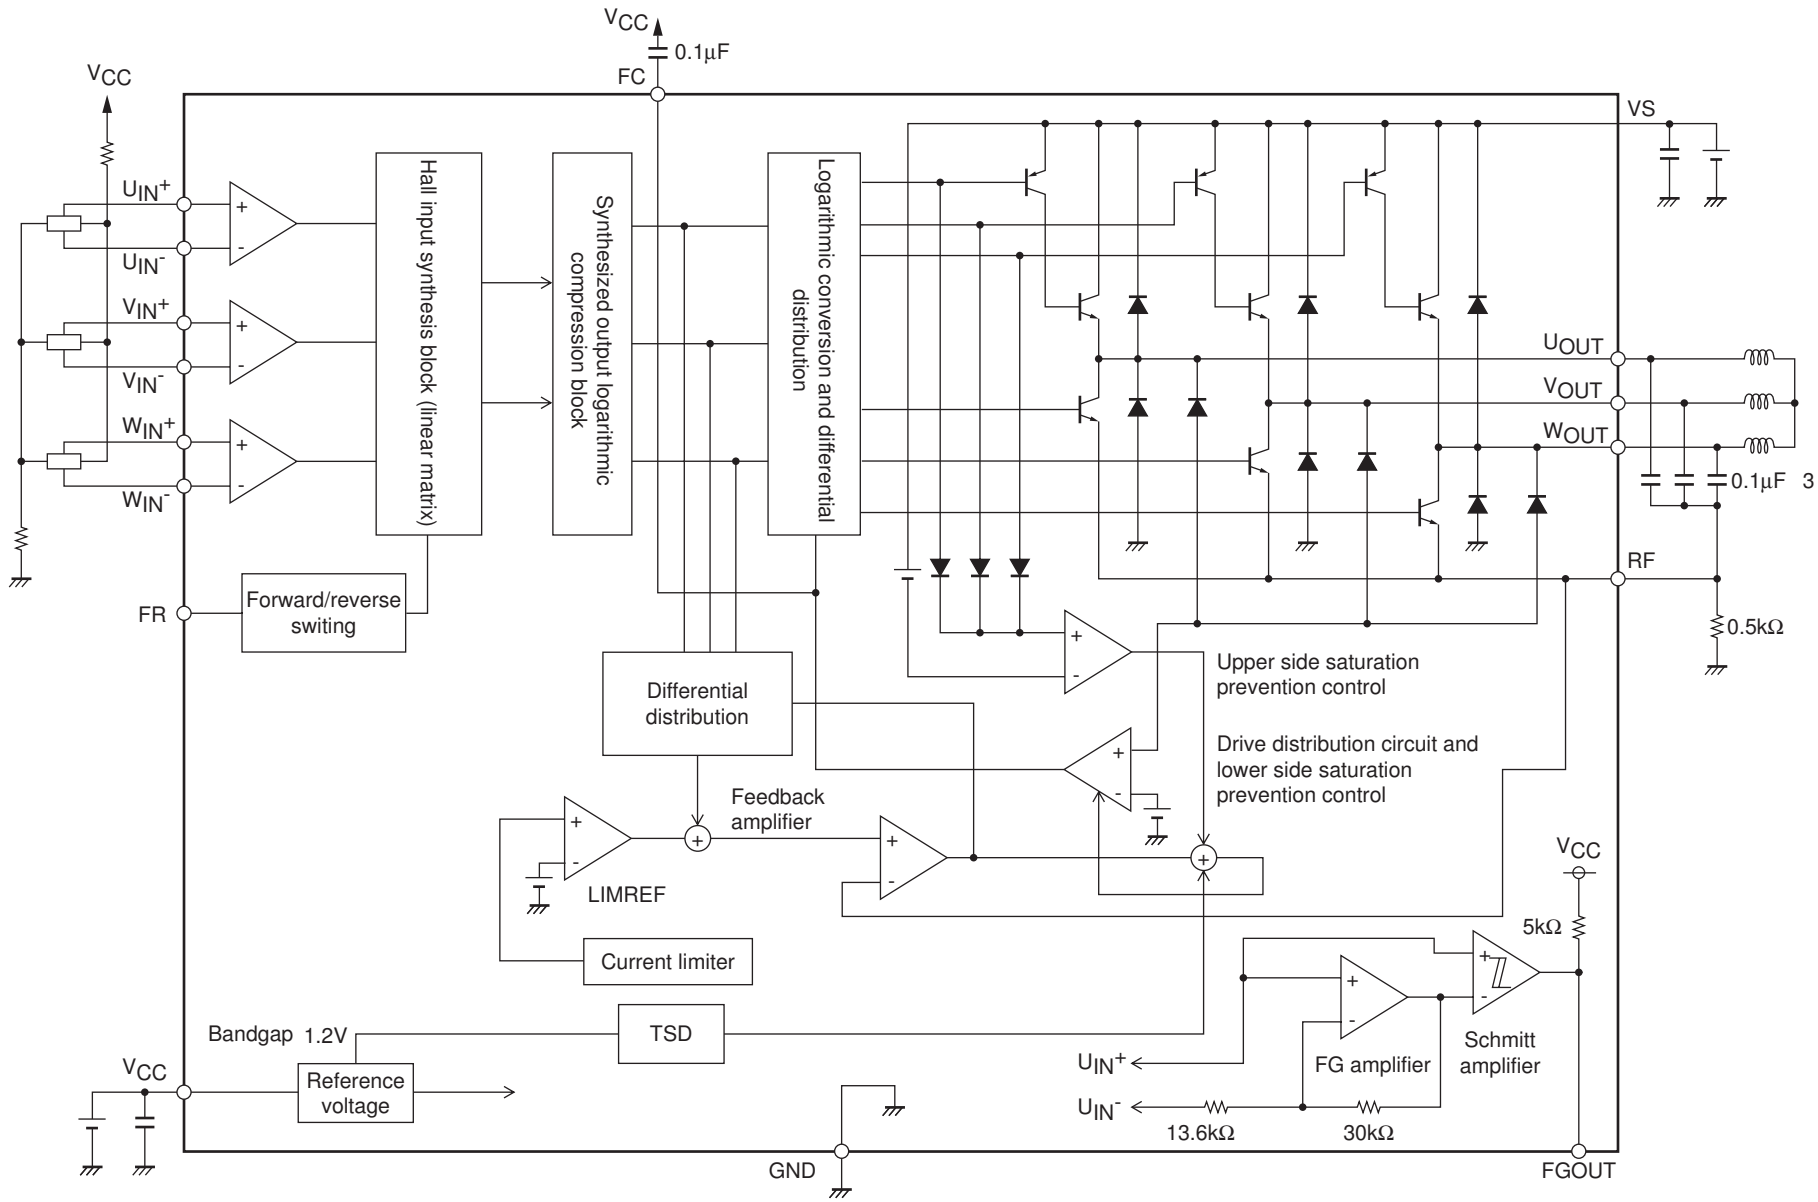 VCC
0.1µF
FC
VCC
VS
UIN+
UIN-
VIN+
VIN-
WIN+
WIN-
+
-
+
-
+
-
Hall input synthesis block (linear matrix)
Synthesized output logarithmic
compression block
Logarithmic conversion and differential
distribution
UOUT
VOUT
WOUT
0.1µF 3
RF
0.5kΩ
FR
Forward/reverse
switing
+
-
Upper side saturation
prevention control
Differential
distribution
+
-
Drive distribution circuit and
lower side saturation
prevention control
Feedback
amplifier
+
-
+
+
-
+
LIMREF
VCC
5kΩ
Current limiter
+
-
+
-
Schmitt
amplifier
FG amplifier
Bandgap 1.2V
TSD
VCC
Reference
voltage
UIN+
UIN-
13.6kΩ
30kΩ
GND
FGOUT